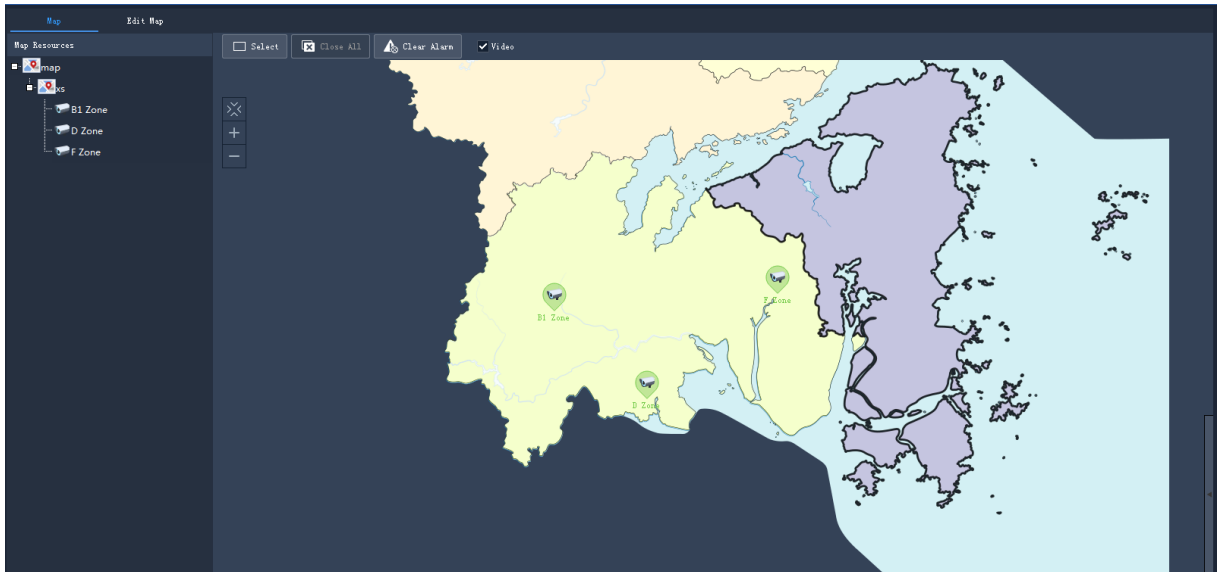 Map Edit Map
Map Resources
Select Close All Clear Alarm Video
map
xs
B1 Zone
D Zone
F Zone
F Zone
B1 Zone
D Zone